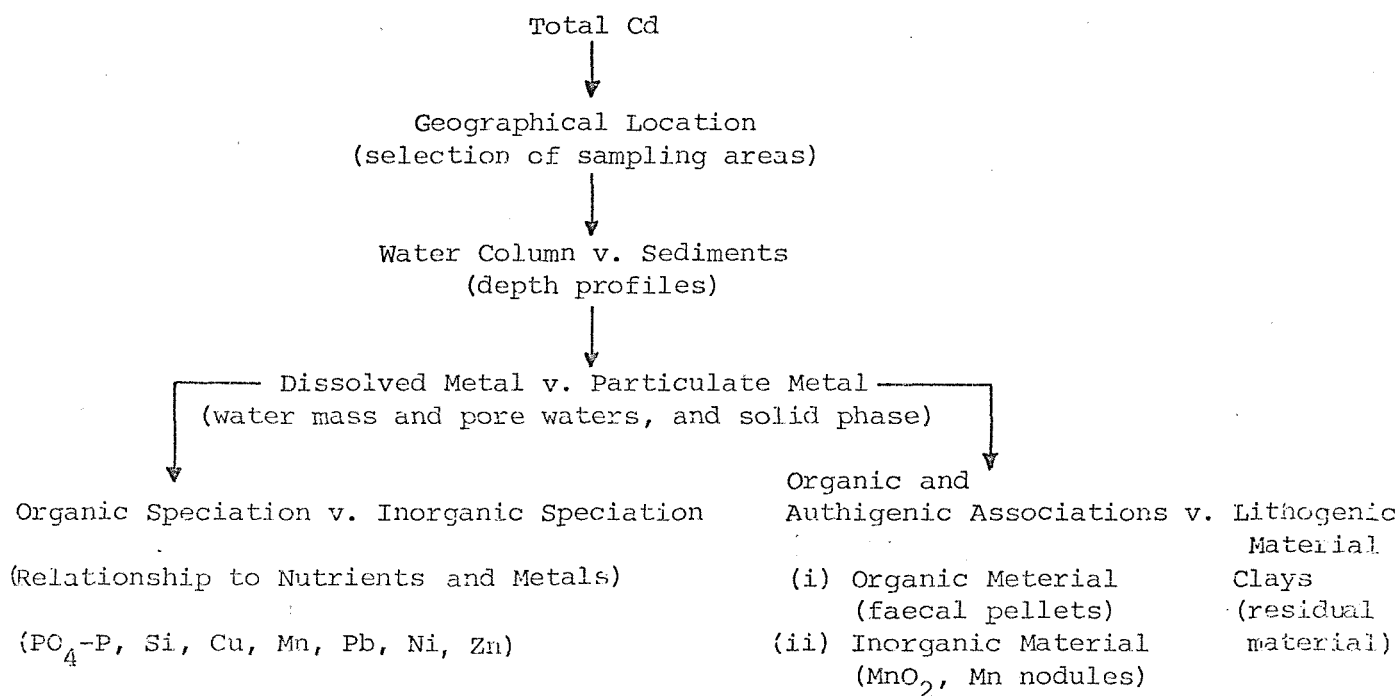 Total Cd
Geographical Location
(selection of sampling areas)
Water Column v. Sediments
(depth profiles)
Dissolved Metal v. Particulate Metal
(water mass and pore waters, and solid phase)
Organic Speciation v. Inorganic Speciation
(Relationship to Nutrients and Metals)
(PO4-P, Si, Cu, Mn, Pb, Ni, Zn)
Organic and
Authigenic Associations v. Lithogenic
Material
(i) Organic Meterial
(faecal pellets)
(ii) Inorganic Material
(MnO2, Mn nodules)
Clays
(residual
material)